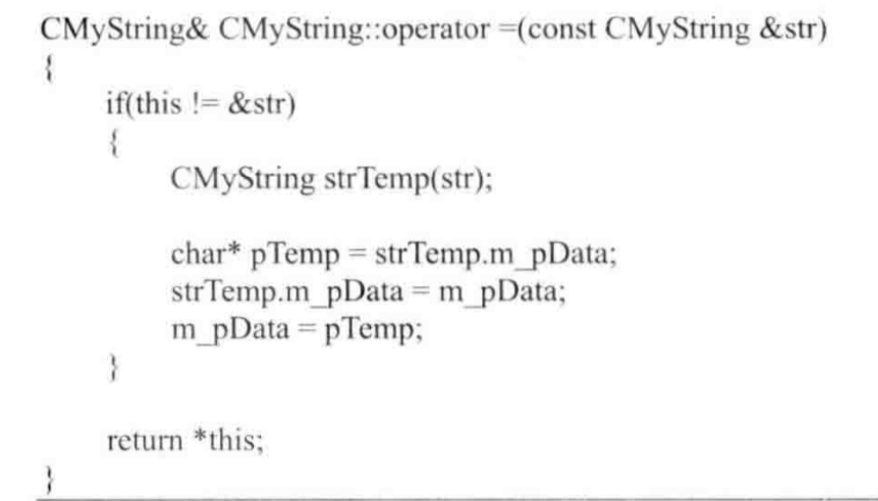 CMyString& CMyString::operator =(const CMyString &str)
{
if(this != &str)
{
CMyString strTemp(str);
char* pTemp = strTemp.m_pData;
strTemp.m_pData = m_pData;
m_pData = pTemp;
}
return *this;
}